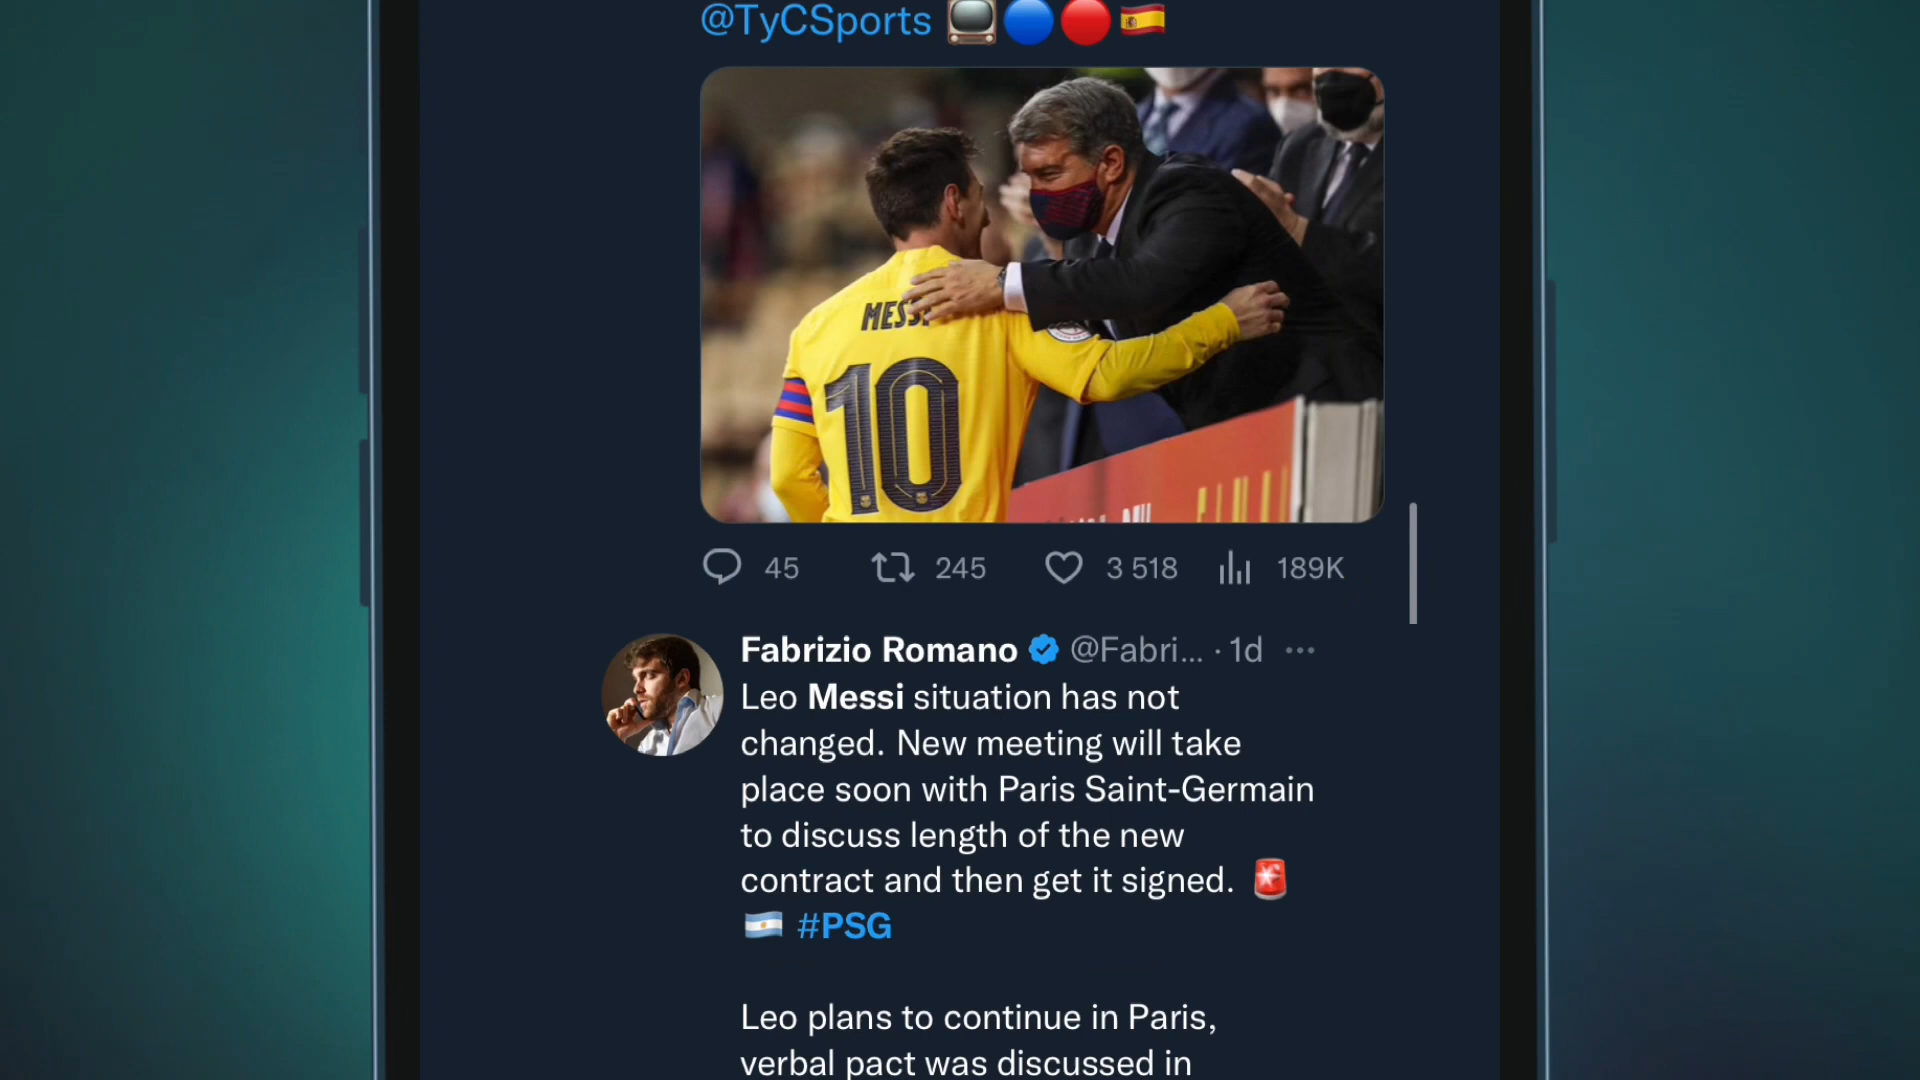 @TyCSports 📺🔵🔴🇪🇸
MESSI
10
45 245 3 518 189K
Fabrizio Romano @Fabri... · 1d ...
Leo Messi situation has not
changed. New meeting will take
place soon with Paris Saint-Germain
to discuss length of the new
contract and then get it signed. 🚨
🇦🇷 #PSG
Leo plans to continue in Paris,
verbal pact was discussed in